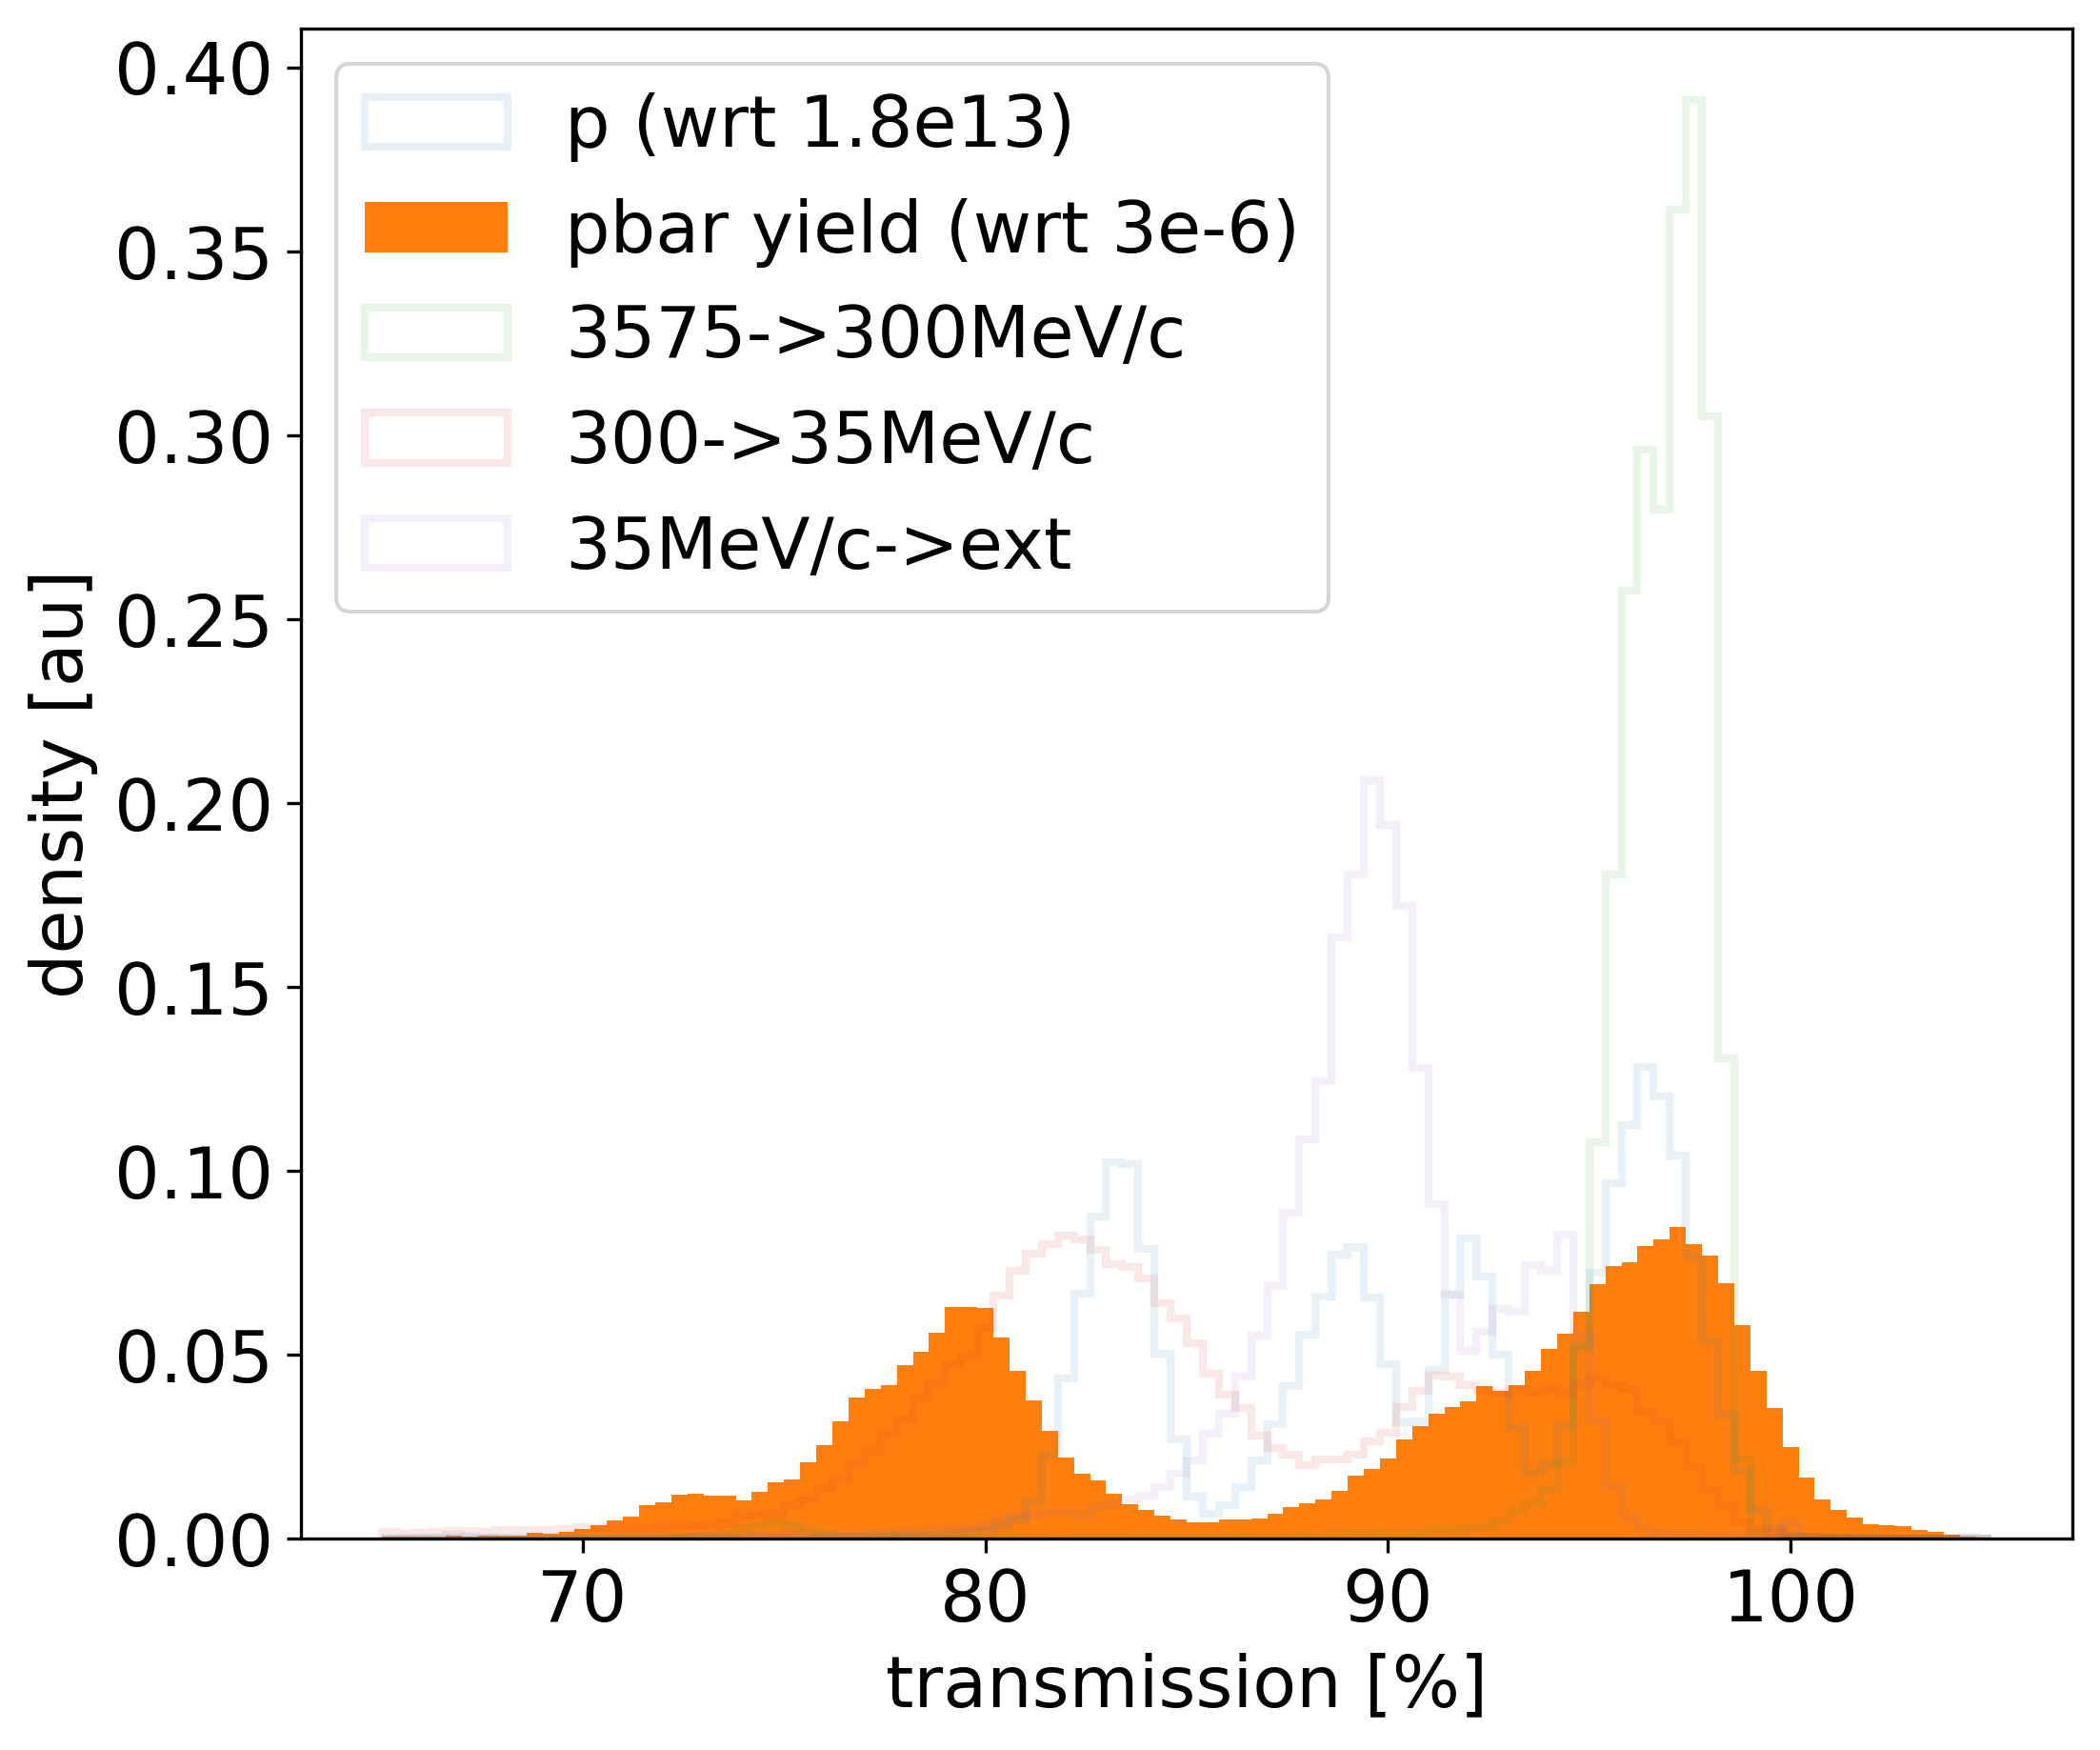 0.40
0.35
0.30
0.25
0.20
0.15
0.10
0.05
0.00
density [au]
p (wrt 1.8e13)
pbar yield (wrt 3e-6)
3575->300MeV/c
300->35MeV/c
35MeV/c->ext
70 80 90 100
transmission [%]